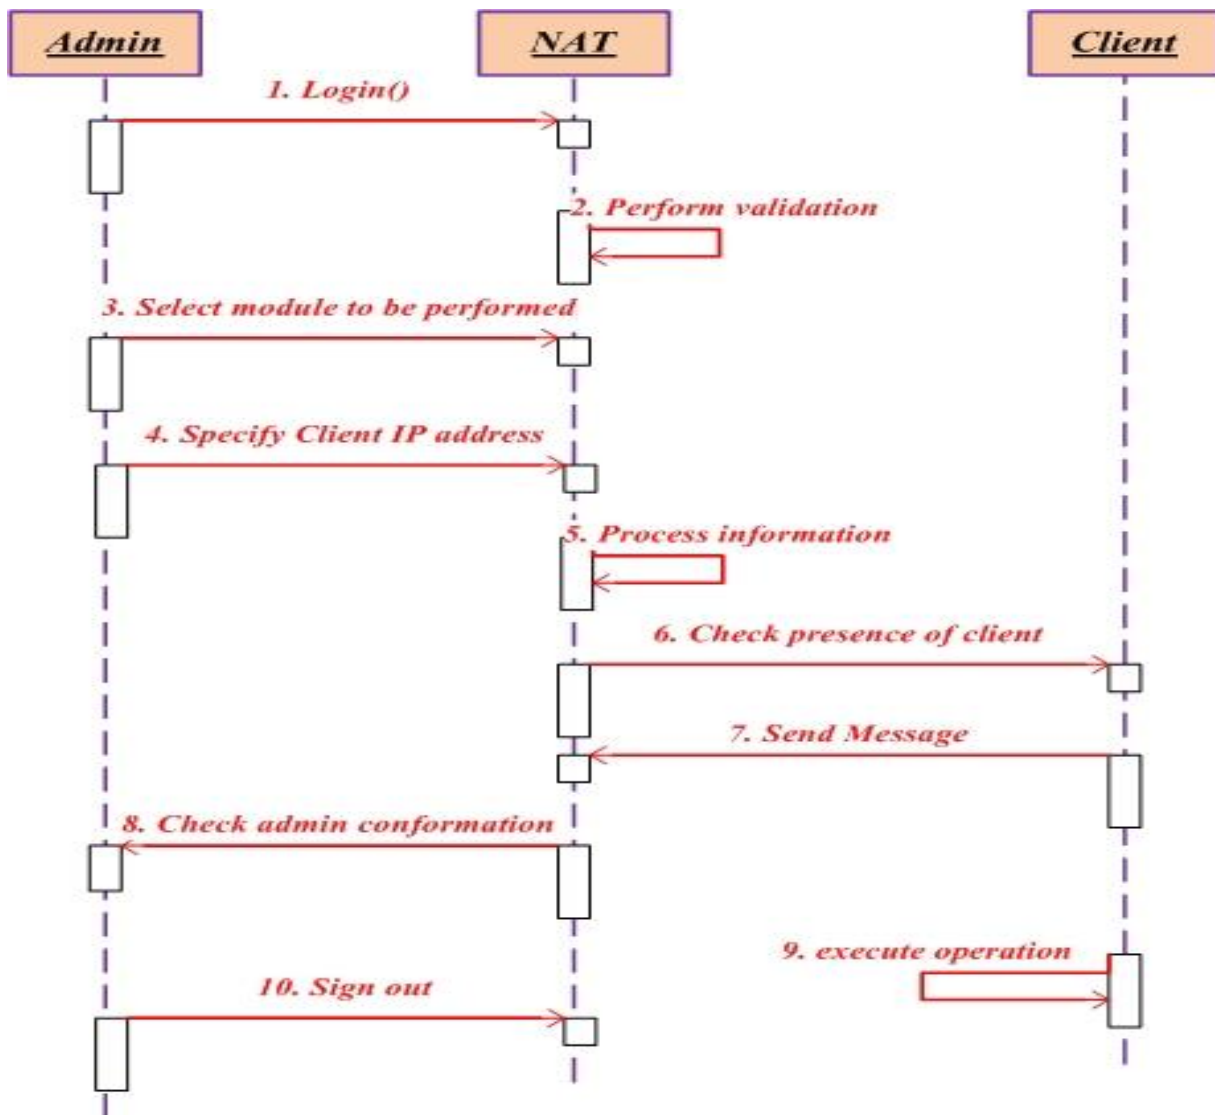 Admin
NAT
Client
1. Login()
2. Perform validation
3. Select module to be performed
4. Specify Client IP address
5. Process information
6. Check presence of client
7. Send Message
8. Check admin conformation
9. execute operation
10. Sign out